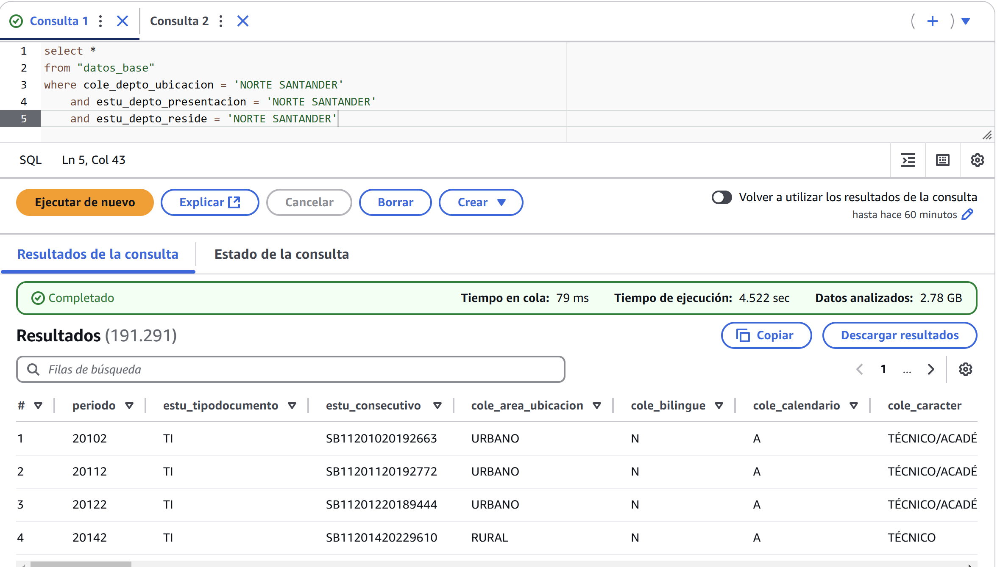 Consulta 1
Consulta 2
1 select *
2 from "datos_base"
3 where cole_depto_ubicacion = 'NORTE SANTANDER'
4 and estu_depto_presentacion = 'NORTE SANTANDER'
5 and estu_depto_reside = 'NORTE SANTANDER'
SQL Ln 5, Col 43
Ejecutar de nuevo Explicar Cancelar Borrar Crear
Volver a utilizar los resultados de la consulta
hasta hace 60 minutos
Resultados de la consulta Estado de la consulta
Completado Tiempo en cola: 79 ms Tiempo de ejecución: 4.522 sec Datos analizados: 2.78 GB
Resultados (191.291) Copiar Descargar resultados
Filas de búsqueda 1 ...
# periodo estu_tipodocumento estu_consecutivo cole_area_ubicacion cole_bilingue cole_calendario cole_caracter
1 20102 TI SB11201020192663 URBANO N A TÉCNICO/ACADÉ
2 20112 TI SB11201120192772 URBANO N A TÉCNICO/ACADÉ
3 20122 TI SB11201220189444 URBANO N A TÉCNICO/ACADÉ
4 20142 TI SB11201420229610 RURAL N A TÉCNICO